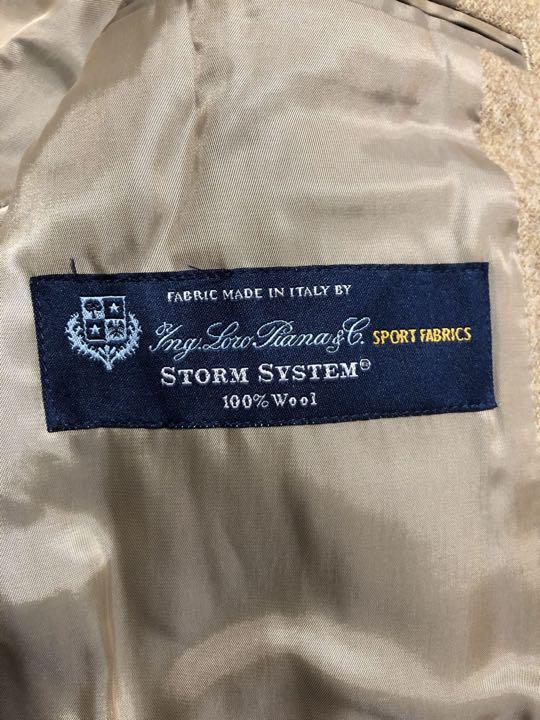 FABRIC MADE IN ITALY BY
Ing. Loro Piana & C. SPORT FABRICS
STORM SYSTEM®
100% Wool